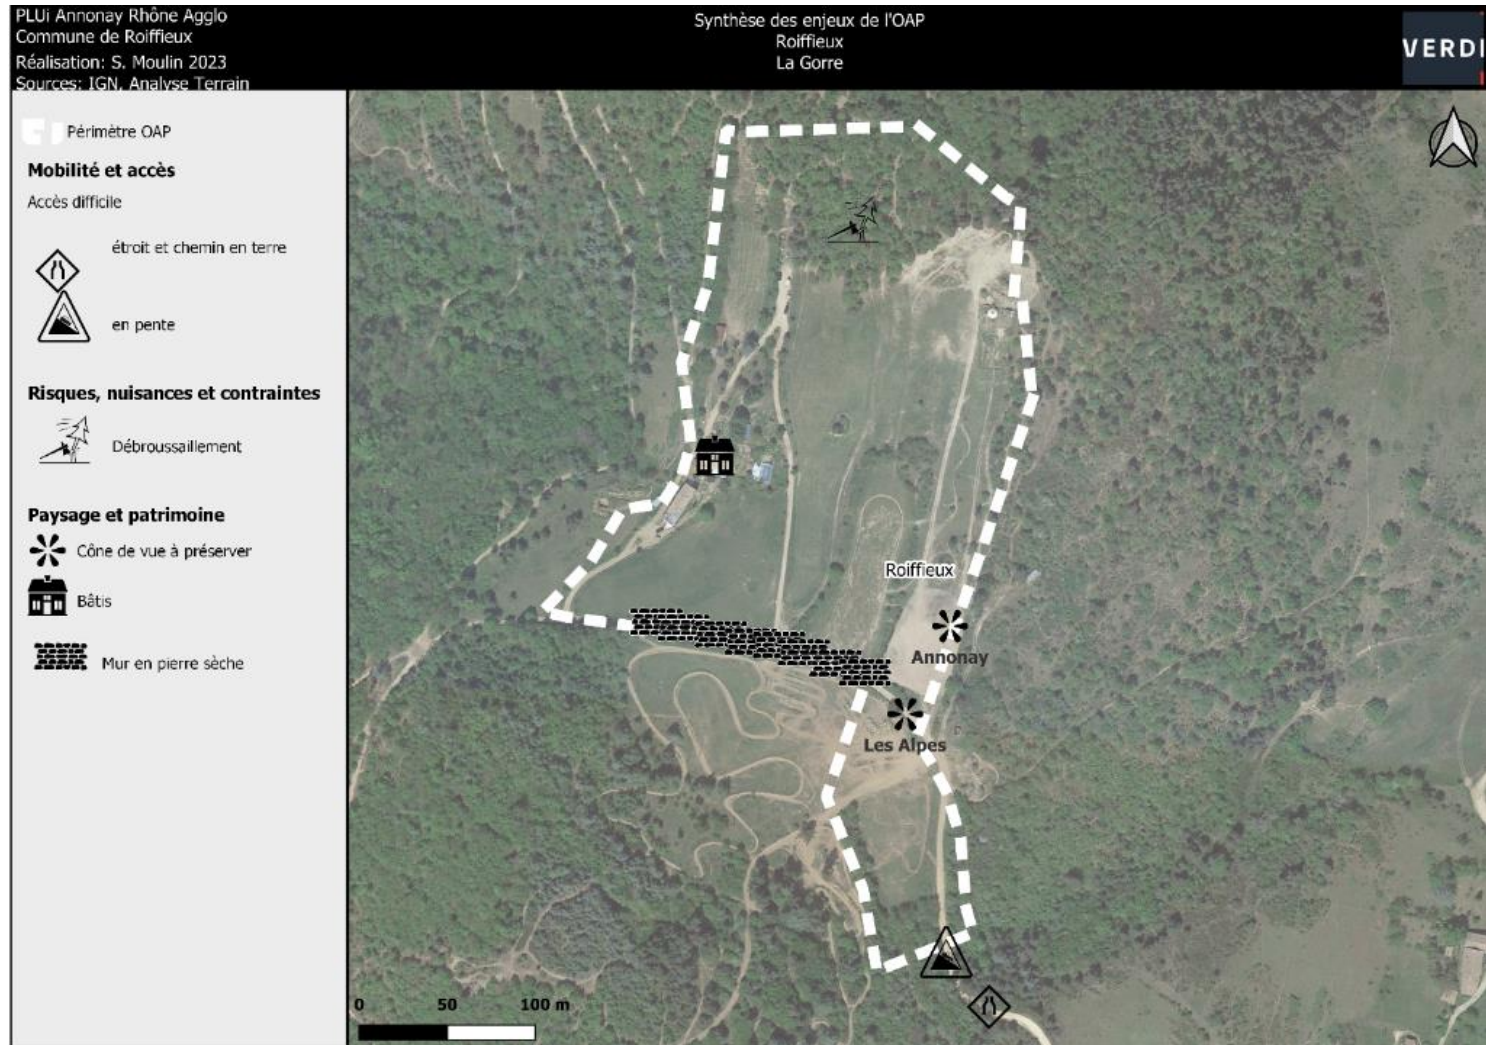 PLUi Annonay Rhône Agglo
Commune de Roiffieux
Réalisation: S. Moulin 2023
Sources: IGN, Analyse Terrain
Synthèse des enjeux de l'OAP
Roiffieux
La Gorre
VERDI
Périmètre OAP
Mobilité et accès
Accès difficile
étroit et chemin en terre
en pente
Risques, nuisances et contraintes
Débroussaillement
Paysage et patrimoine
Cône de vue à préserver
Bâtis
Mur en pierre sèche
Roiffieux
Annonay
Les Alpes
0 50 100 m